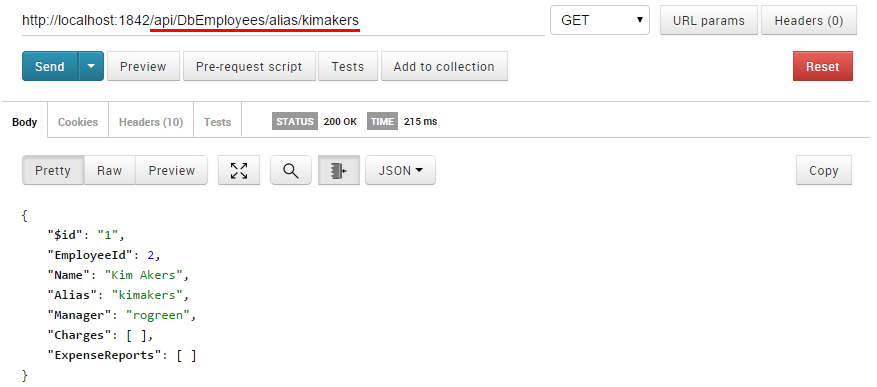 http://localhost:1842/api/DbEmployees/alias/kimakers GET URL params Headers (0)
Send Preview Pre-request script Tests Add to collection Reset
Body Cookies Headers (10) Tests STATUS 200 OK TIME 215 ms
Pretty Raw Preview JSON Copy
{
"$id": "1",
"EmployeeId": 2,
"Name": "Kim Akers",
"Alias": "kimakers",
"Manager": "rogreen",
"Charges": [ ],
"ExpenseReports": [ ]
}